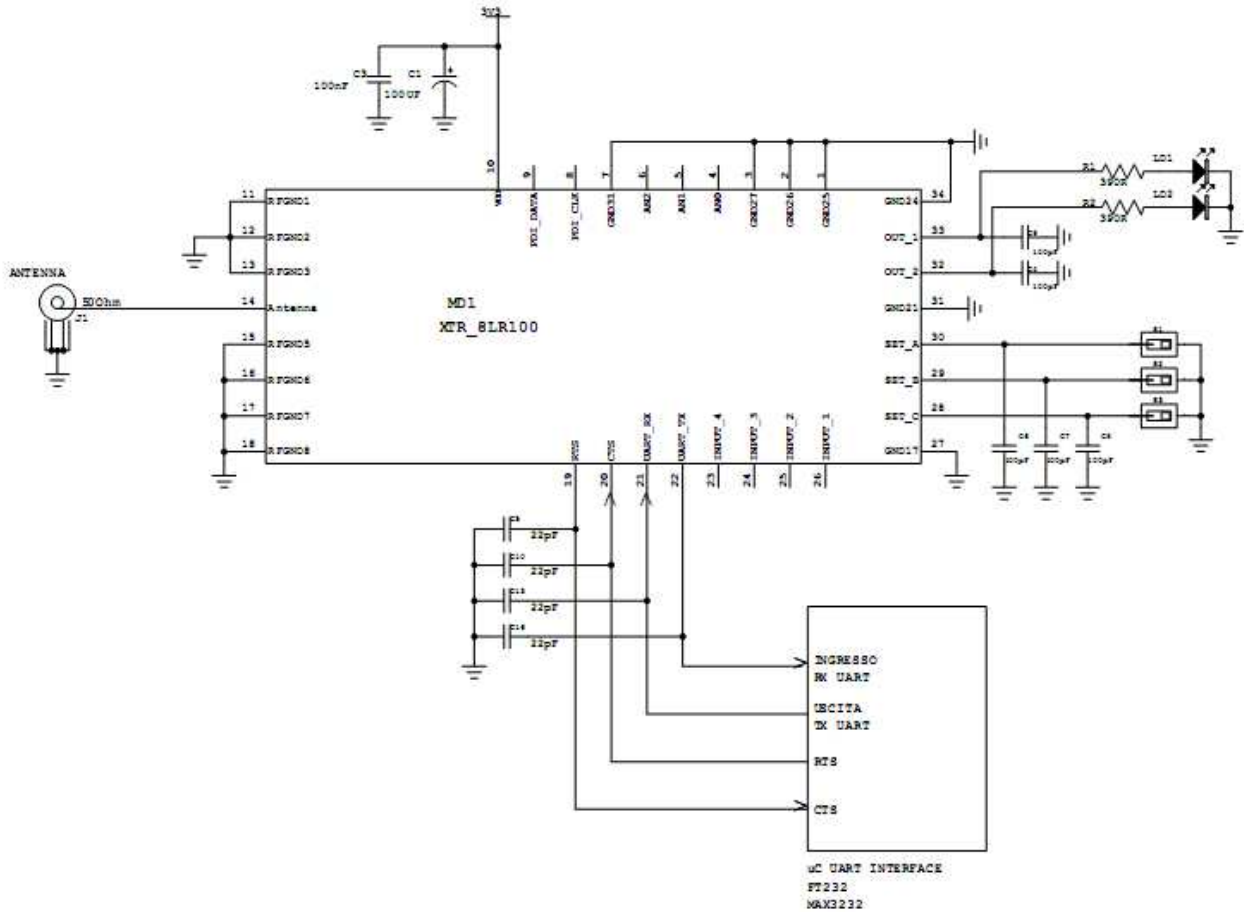 3V3
C3
100nF
C1
100UF
10
9
8
7
6
5
4
3
2
1
VDD
PDI_DATA
PDI_CLK
GND31
AN2
AN1
AN0
GND27
GND26
GND25
11
RFGND1
12
RFGND2
13
RFGND3
14
Antenna
15
RFGND5
16
RFGND6
17
RFGND7
18
RFGND8
ANTENNA
50Ohm
J1
MD1
XTR_8LR100
GND24
34
OUT_1
33
OUT_2
32
GND21
31
SET_A
30
SET_B
29
SET_C
28
GND17
27
R1
390R
LD1
R2
390R
LD2
100pF
100pF
C7
100pF
100pF
100pF
RTS
CTS
UART_RX
UART_TX
INPUT_4
INPUT_3
INPUT_2
INPUT_1
19
20
21
22
23
24
25
26
22pF
C10
22pF
22pF
22pF
INGRESSO
RX UART
USCITA
TX UART
RTS
CTS
uC UART INTERFACE
FT232
MAX3232